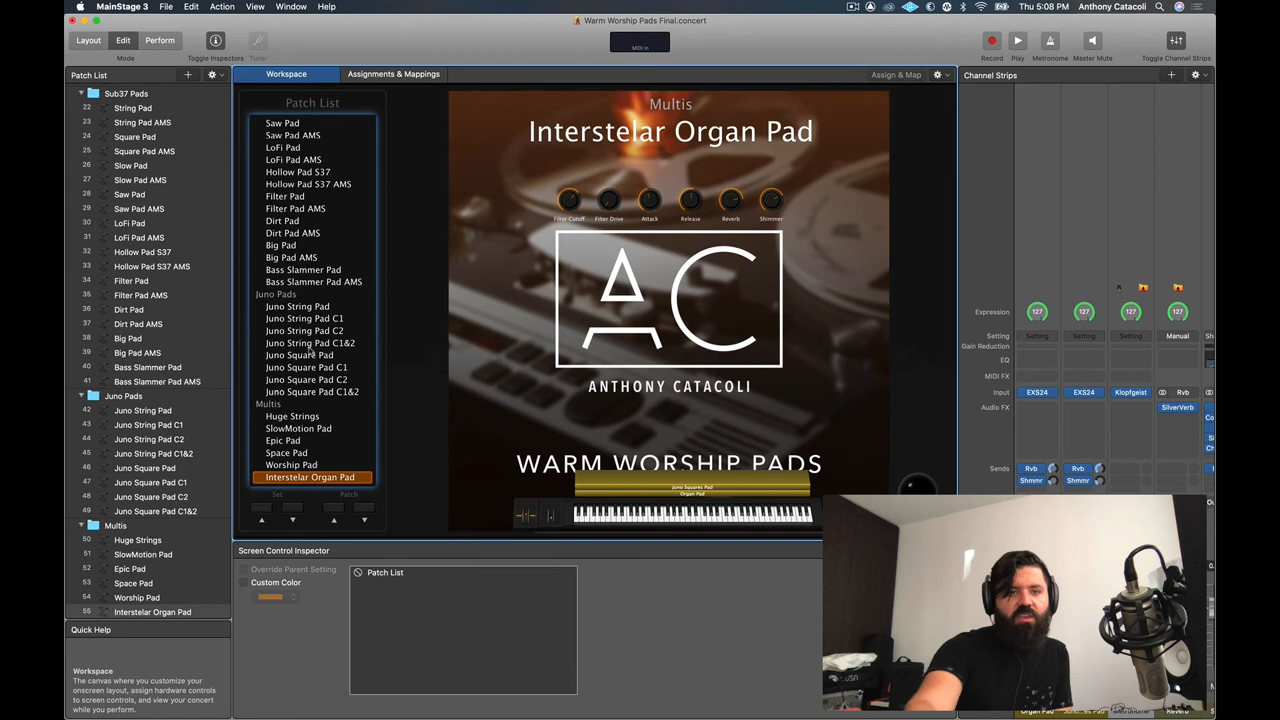 MainStage 3 File Edit Action View Window Help
Thu 5:08 PM Anthony Catacoli
Warm Worship Pads Final.concert
Layout Edit Perform
Mode
Toggle Inspectors
Tuner
MIDI In
Record Play Metronome Master Mute
Toggle Channel Strips
Patch List
Workspace
Assignments & Mappings
Assign & Map
Channel Strips
Sub37 Pads
22 String Pad
23 String Pad AMS
24 Square Pad
25 Square Pad AMS
26 Slow Pad
27 Slow Pad AMS
28 Saw Pad
29 Saw Pad AMS
30 LoFi Pad
31 LoFi Pad AMS
32 Hollow Pad S37
33 Hollow Pad S37 AMS
34 Filter Pad
35 Filter Pad AMS
36 Dirt Pad
37 Dirt Pad AMS
38 Big Pad
39 Big Pad AMS
40 Bass Slammer Pad
41 Bass Slammer Pad AMS
Juno Pads
42 Juno String Pad
43 Juno String Pad C1
44 Juno String Pad C2
45 Juno String Pad C1&2
46 Juno Square Pad
47 Juno Square Pad C1
48 Juno Square Pad C2
49 Juno Square Pad C1&2
Multis
50 Huge Strings
51 SlowMotion Pad
52 Epic Pad
53 Space Pad
54 Worship Pad
55 Interstelar Organ Pad
Quick Help
Workspace
The canvas where you customize your
onscreen layout, assign hardware controls
to screen controls, and view your concert
while you perform.
Patch List
Saw Pad
Saw Pad AMS
LoFi Pad
LoFi Pad AMS
Hollow Pad S37
Hollow Pad S37 AMS
Filter Pad
Filter Pad AMS
Dirt Pad
Dirt Pad AMS
Big Pad
Big Pad AMS
Bass Slammer Pad
Bass Slammer Pad AMS
Juno Pads
Juno String Pad
Juno String Pad C1
Juno String Pad C2
Juno String Pad C1&2
Juno Square Pad
Juno Square Pad C1
Juno Square Pad C2
Juno Square Pad C1&2
Multis
Huge Strings
SlowMotion Pad
Epic Pad
Space Pad
Worship Pad
Interstelar Organ Pad
Set Patch
Multis
Interstelar Organ Pad
Filter Cutoff Filter Drive Attack Release Reverb Shimmer
AC
ANTHONY CATACOLI
WARM WORSHIP PADS
Juno Squares Pad
Organ Pad
Screen Control Inspector
Override Parent Setting
Custom Color
Patch List
Expression 127 127 127 127
Setting Setting Setting Setting Manual
Gain Reduction
EQ
MIDI FX
Input EXS24 EXS24 Klopfgeist Rvb
Audio FX SilverVerb
Sends Rvb Rvb
Shmmr Shmmr